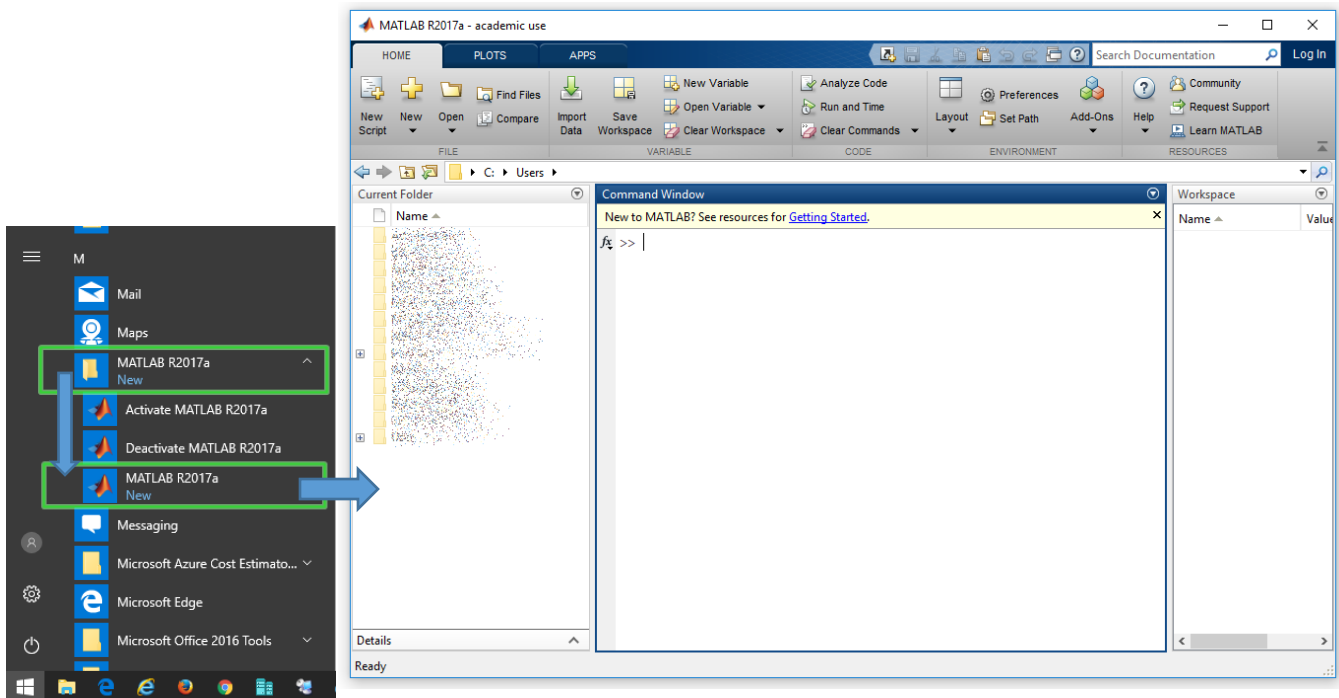 M
Mail
Maps
MATLAB R2017a
New
Activate MATLAB R2017a
Deactivate MATLAB R2017a
MATLAB R2017a
New
Messaging
Microsoft Azure Cost Estimato...
Microsoft Edge
Microsoft Office 2016 Tools
MATLAB R2017a - academic use
HOME PLOTS APPS Search Documentation Log In
New Script
New
Open
Find Files
Compare
FILE
Import Data
Save Workspace
New Variable
Open Variable
Clear Workspace
VARIABLE
Analyze Code
Run and Time
Clear Commands
CODE
Layout
Preferences
Set Path
Add-Ons
ENVIRONMENT
Help
Community
Request Support
Learn MATLAB
RESOURCES
C: Users
Current Folder
Name
Details
Command Window
New to MATLAB? See resources for Getting Started.
fx >>
Workspace
Name Value
Ready